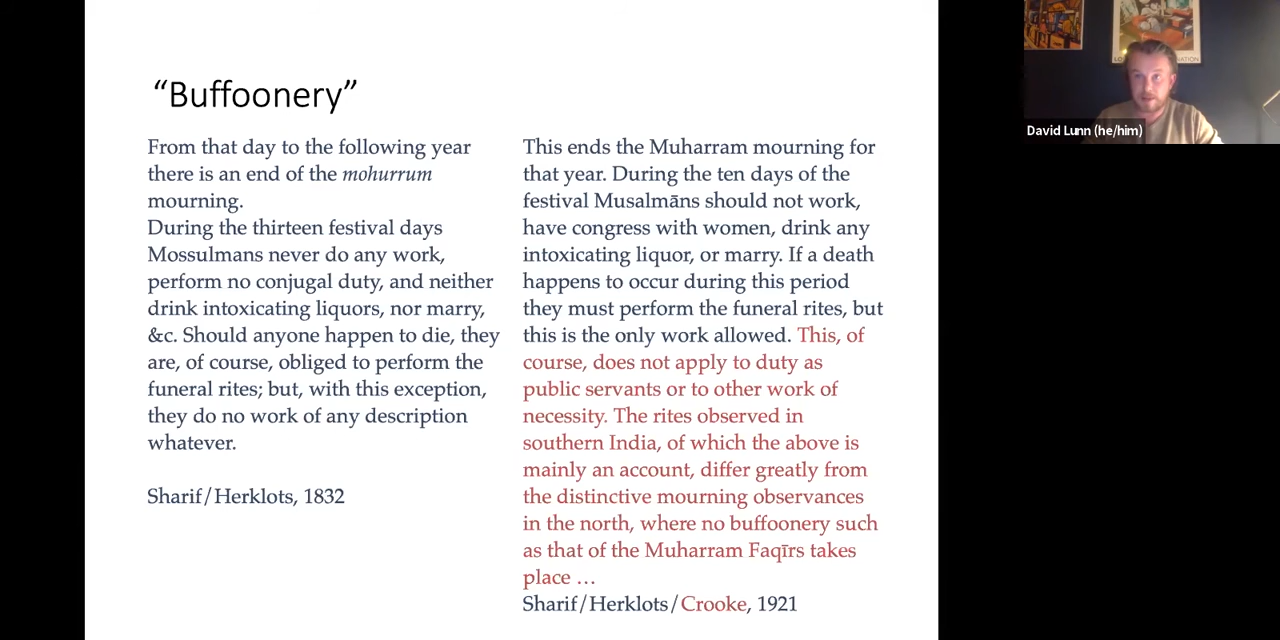 “Buffoonery”
From that day to the following year
there is an end of the mohurrum
mourning.
During the thirteen festival days
Mossulmans never do any work,
perform no conjugal duty, and neither
drink intoxicating liquors, nor marry,
&c. Should anyone happen to die, they
are, of course, obliged to perform the
funeral rites; but, with this exception,
they do no work of any description
whatever.
Sharif/Herklots, 1832
This ends the Muharram mourning for
that year. During the ten days of the
festival Musalmāns should not work,
have congress with women, drink any
intoxicating liquor, or marry. If a death
happens to occur during this period
they must perform the funeral rites, but
this is the only work allowed. This, of
course, does not apply to duty as
public servants or to other work of
necessity. The rites observed in
southern India, of which the above is
mainly an account, differ greatly from
the distinctive mourning observances
in the north, where no buffoonery such
as that of the Muharram Faqīrs takes
place …
Sharif/Herklots/Crooke, 1921
David Lunn (he/him)